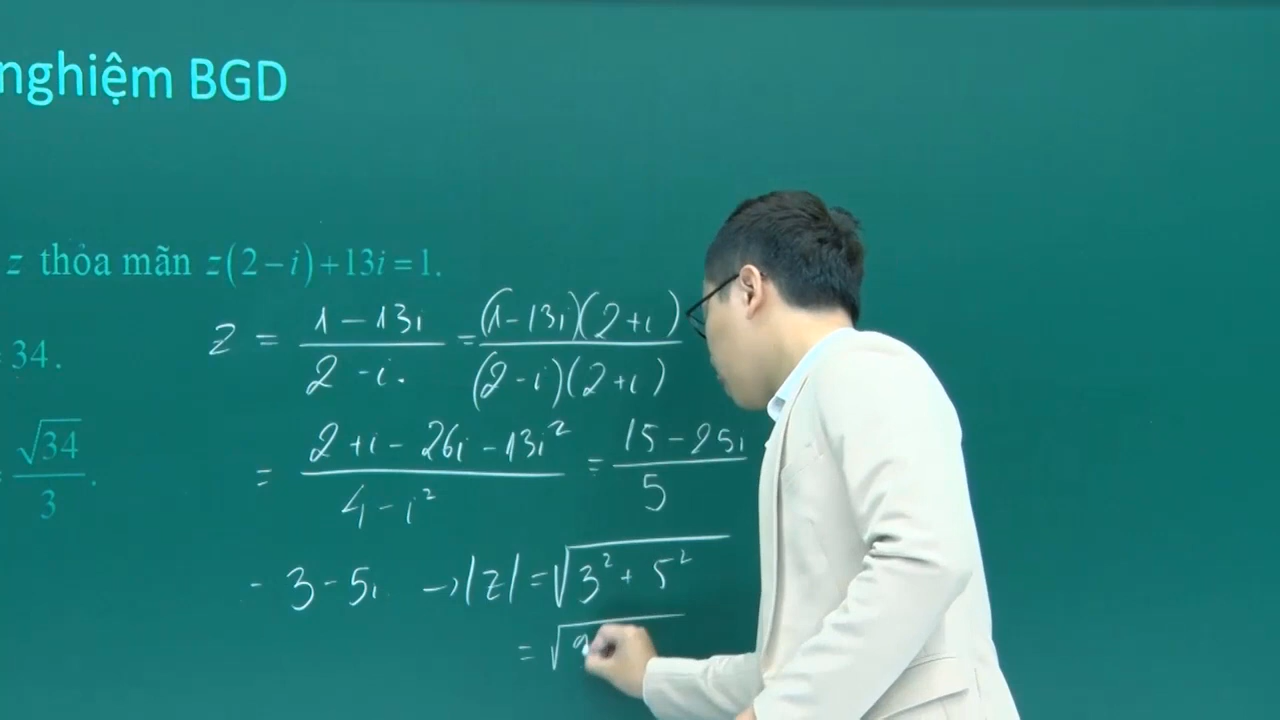 nghiệm BGD
z thỏa mãn z(2−i)+13i=1.
34.
z = (1−13i)/(2−i.) = ((1−13i)(2+i))/((2−i)(2+i))
√34/3.
= (2+i−26i−13i²)/(4−i²) = (15−25i)/5
- 3−5i → |z| = √(3²+5²)
= √9